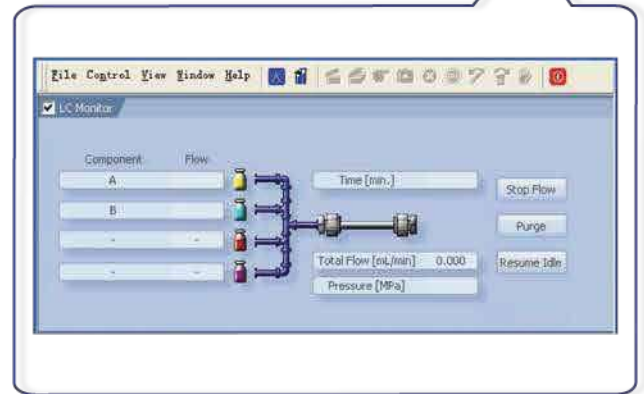 File Control View Window Help
LC Monitor
Component Flow
A
B
- -
- -
Time [min.]
Total Flow [mL/min] 0.000
Pressure [MPa]
Stop Flow
Purge
Resume Idle